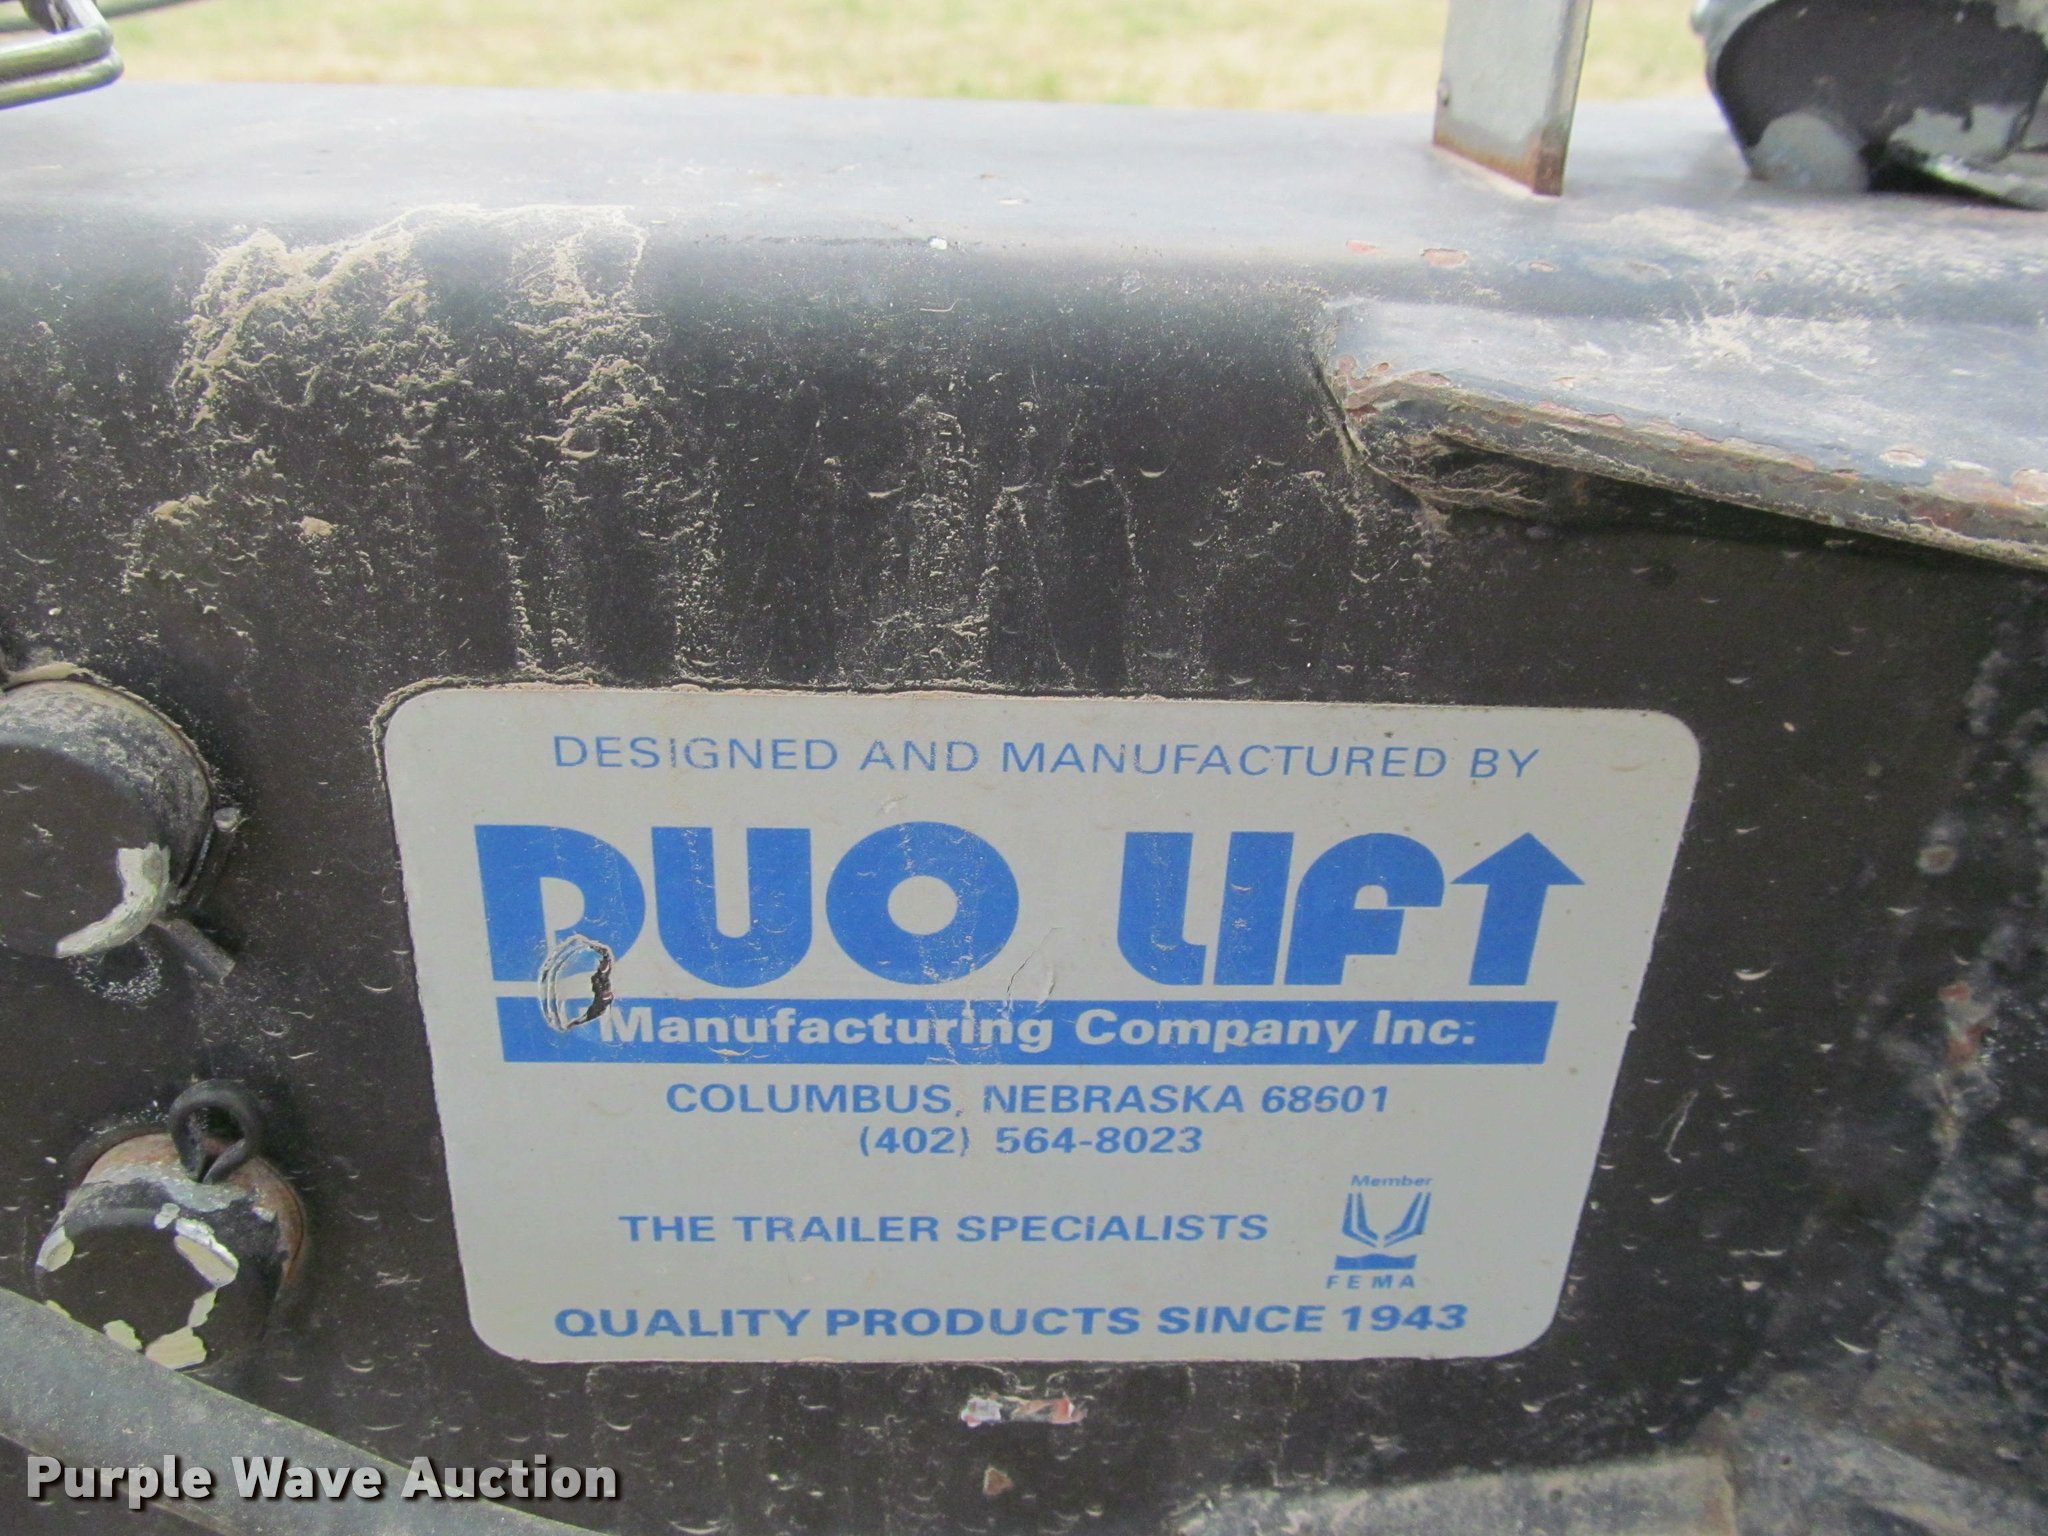 DESIGNED AND MANUFACTURED BY
DUO LIFT
Manufacturing Company Inc.
COLUMBUS, NEBRASKA 68601
(402) 564-8023
Member
THE TRAILER SPECIALISTS
FEMA
QUALITY PRODUCTS SINCE 1943
Purple Wave Auction